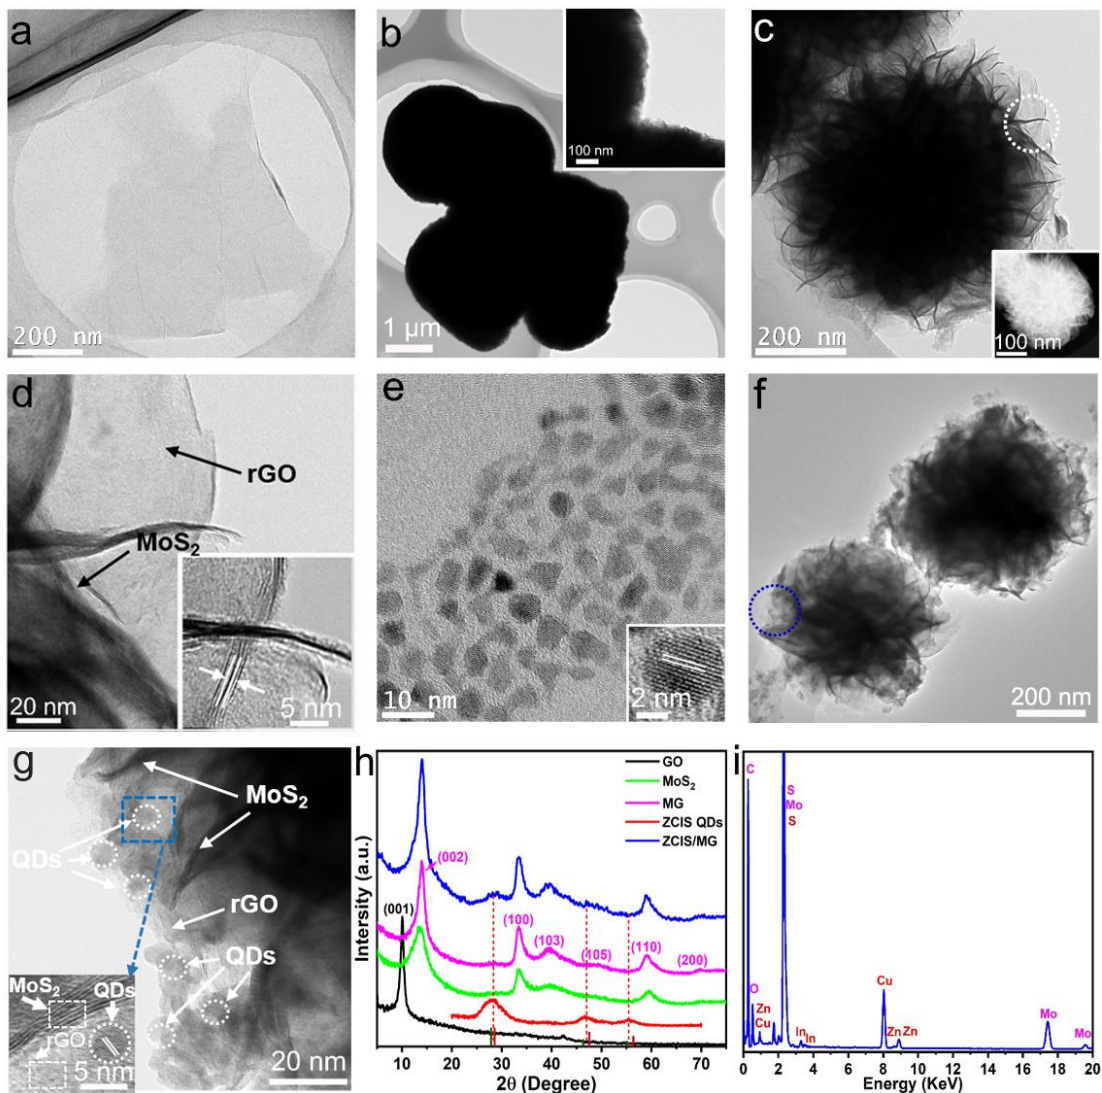 a
200 nm
b
100 nm
1 μm
c
200 nm
100 nm
d
rGO
MoS2
20 nm
5 nm
e
10 nm
2 nm
f
200 nm
g
MoS2
QDs
rGO
QDs
MoS2 QDs
rGO
5 nm
20 nm
h
GO
MoS2
MG
ZCIS QDs
ZCIS/MG
(002)
(001)
(100)
(103)
(105)
(110)
(200)
Intensity (a.u.)
10 20 30 40 50 60 70
2θ (Degree)
i
C
S
Mo
S
O
Zn
Cu
In
In
Cu
Zn Zn
Mo
Mo
0 2 4 8 12 14 16 18 20
Energy (KeV)